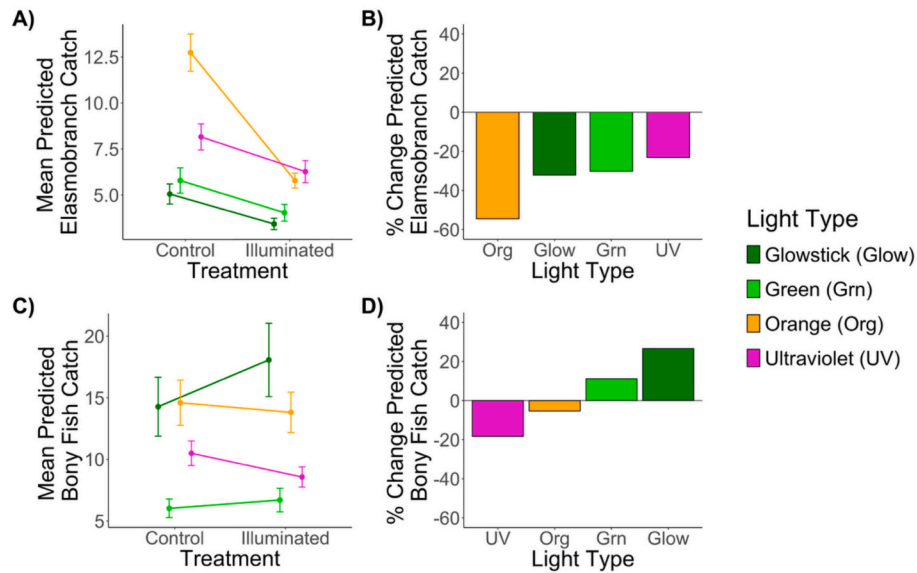 A)
Mean Predicted
Elasmobranch Catch
12.5
10.0
7.5
5.0
Control Illuminated
Treatment
B)
% Change Predicted
Elamsobranch Catch
40
20
0
-20
-40
-60
Org Glow Grn UV
Light Type
C)
Mean Predicted
Bony Fish Catch
20
15
10
5
Control Illuminated
Treatment
D)
% Change Predicted
Bony Fish Catch
40
20
0
-20
-40
-60
UV Org Grn Glow
Light Type
Light Type
Glowstick (Glow)
Green (Grn)
Orange (Org)
Ultraviolet (UV)